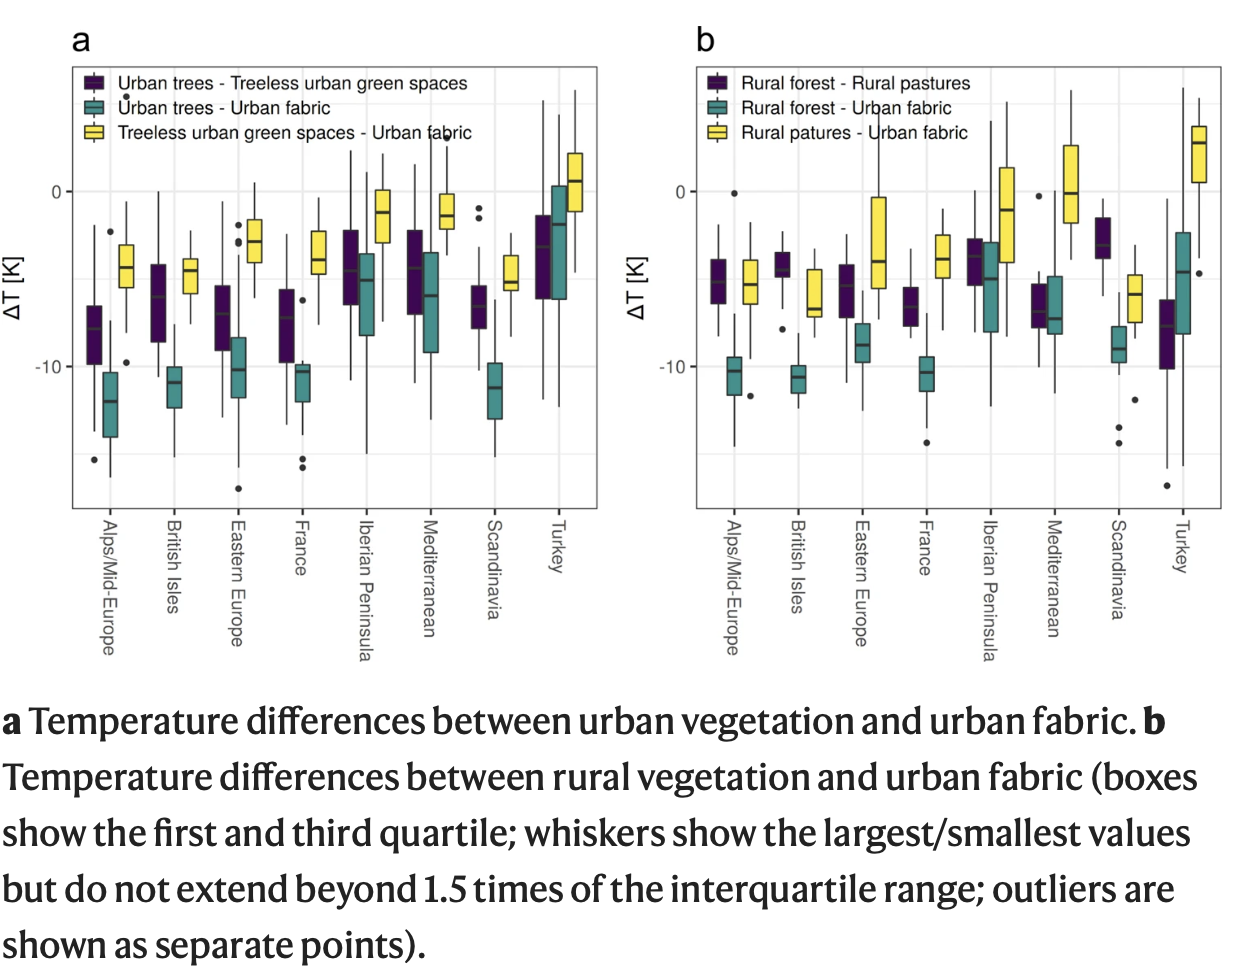 a
Urban trees - Treeless urban green spaces
Urban trees - Urban fabric
Treeless urban green spaces - Urban fabric
0
-10
ΔT [K]
Alps/Mid-Europe
British Isles
Eastern Europe
France
Iberian Peninsula
Mediterranean
Scandinavia
Turkey
b
Rural forest - Rural pastures
Rural forest - Urban fabric
Rural patures - Urban fabric
0
-10
ΔT [K]
Alps/Mid-Europe
British Isles
Eastern Europe
France
Iberian Peninsula
Mediterranean
Scandinavia
Turkey
a Temperature differences between urban vegetation and urban fabric. b
Temperature differences between rural vegetation and urban fabric (boxes
show the first and third quartile; whiskers show the largest/smallest values
but do not extend beyond 1.5 times of the interquartile range; outliers are
shown as separate points).